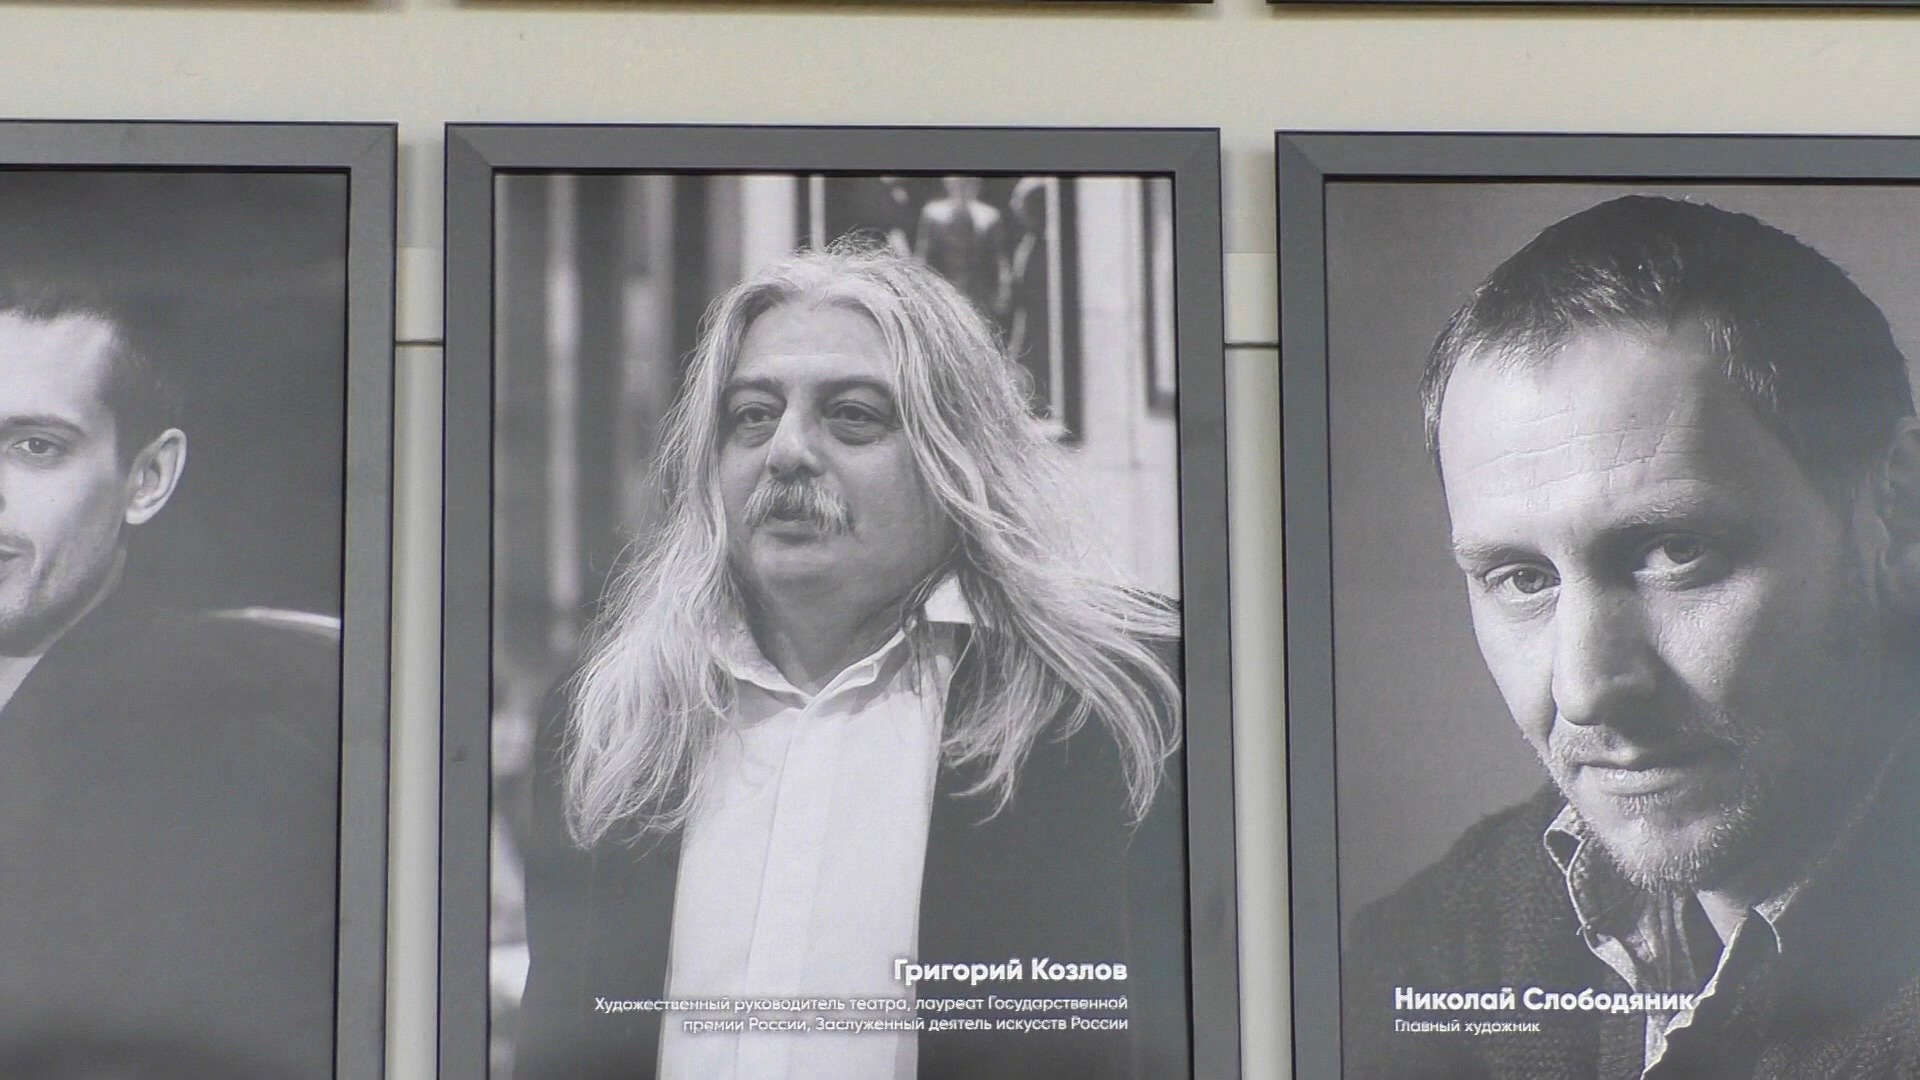 Григорий Козлов
Художественный руководитель театра, лауреат Государственной
премии России, Заслуженный деятель искусств России
Николай Слободяник
Главный художник